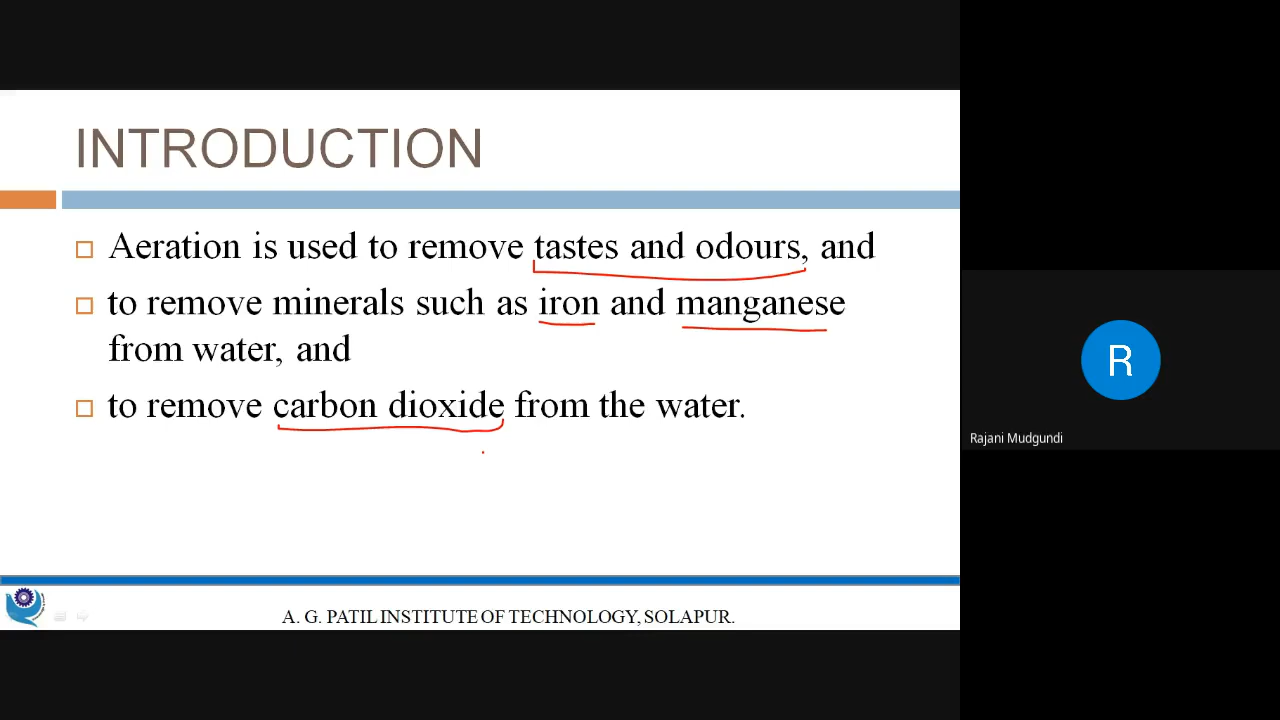 INTRODUCTION
Aeration is used to remove tastes and odours, and
to remove minerals such as iron and manganese
from water, and
to remove carbon dioxide from the water.
A. G. PATIL INSTITUTE OF TECHNOLOGY, SOLAPUR.
R
Rajani Mudgundi